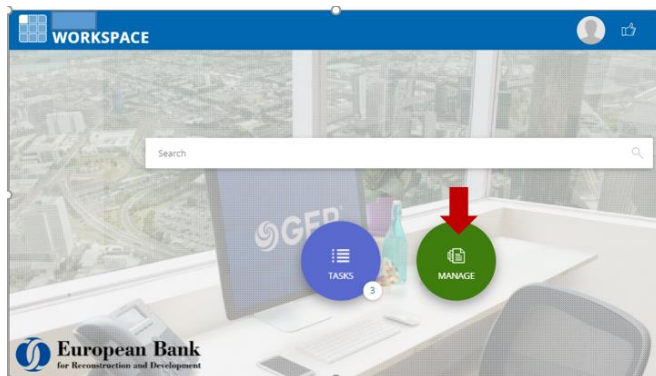 WORKSPACE
Search
GEP
TASKS
3
MANAGE
European Bank
for Reconstruction and Development